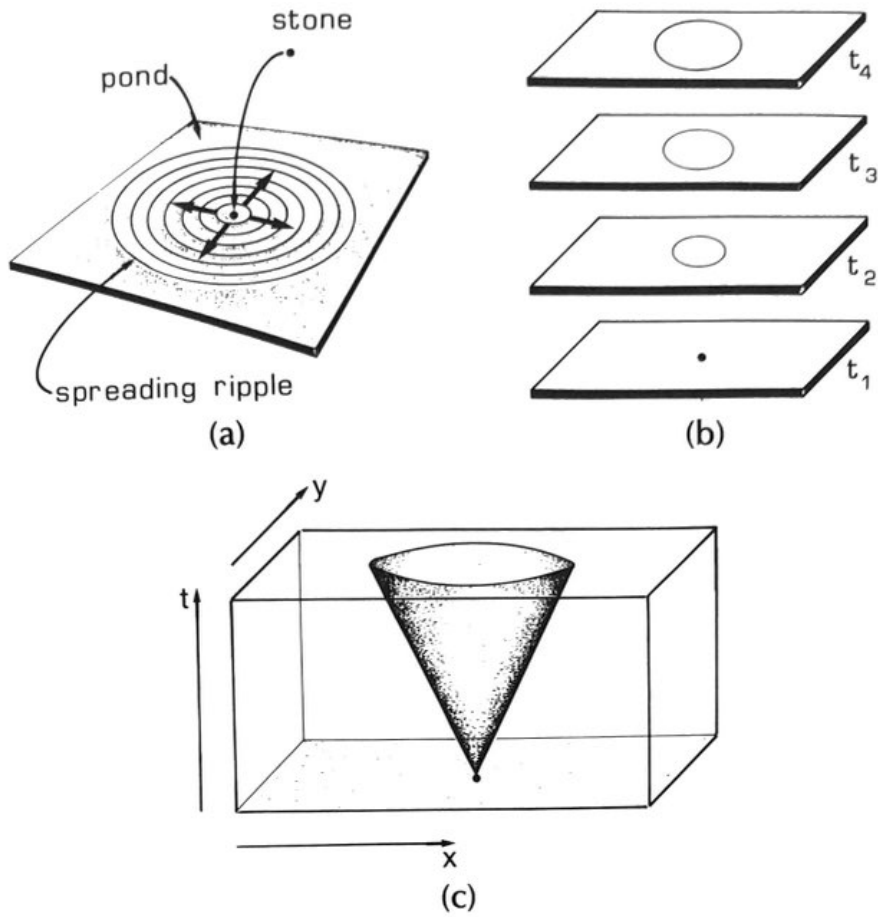 stone
pond
spreading ripple
(a)
t4
t3
t2
t1
(b)
y
t
x
(c)